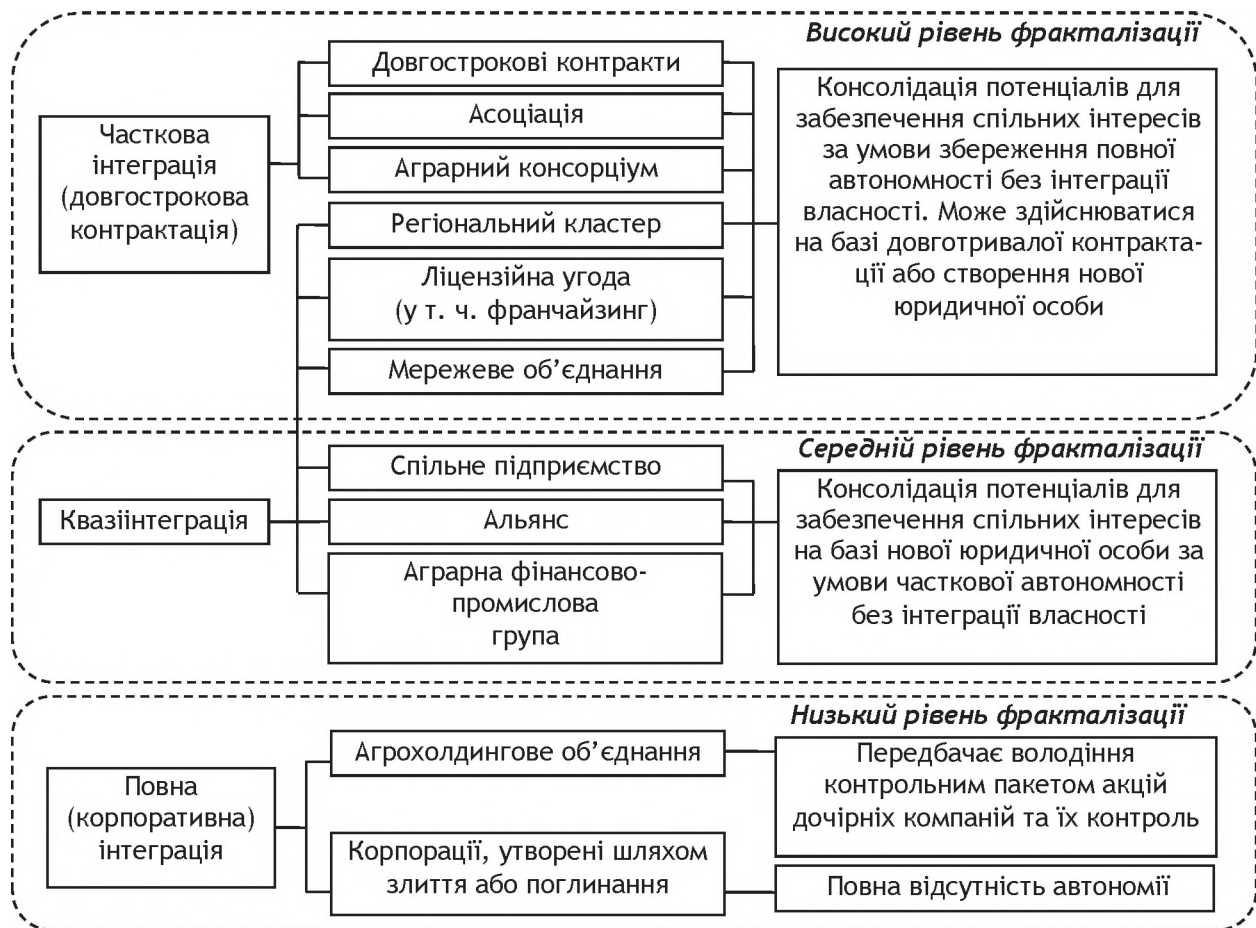 Високий рівень фракталізації
Часткова
інтеграція
(довгострокова
контрактація)
Довгострокові контракти
Асоціація
Аграрний консорціум
Регіональний кластер
Ліцензійна угода
(у т. ч. франчайзинг)
Мережеве об’єднання
Консолідація потенціалів для
забезпечення спільних інтересів
за умови збереження повної
автономності без інтеграції
власності. Може здійснюватися
на базі довготривалої контракта-
ції або створення нової
юридичної особи
Середній рівень фракталізації
Квазіінтеграція
Спільне підприємство
Альянс
Аграрна фінансово-
промислова
група
Консолідація потенціалів для
забезпечення спільних інтересів
на базі нової юридичної особи за
умови часткової автономності
без інтеграції власності
Низький рівень фракталізації
Повна
(корпоративна)
інтеграція
Агрохолдингове об’єднання
Корпорації, утворені шляхом
злиття або поглинання
Передбачає володіння
контрольним пакетом акцій
дочірніх компаній та їх контроль
Повна відсутність автономії